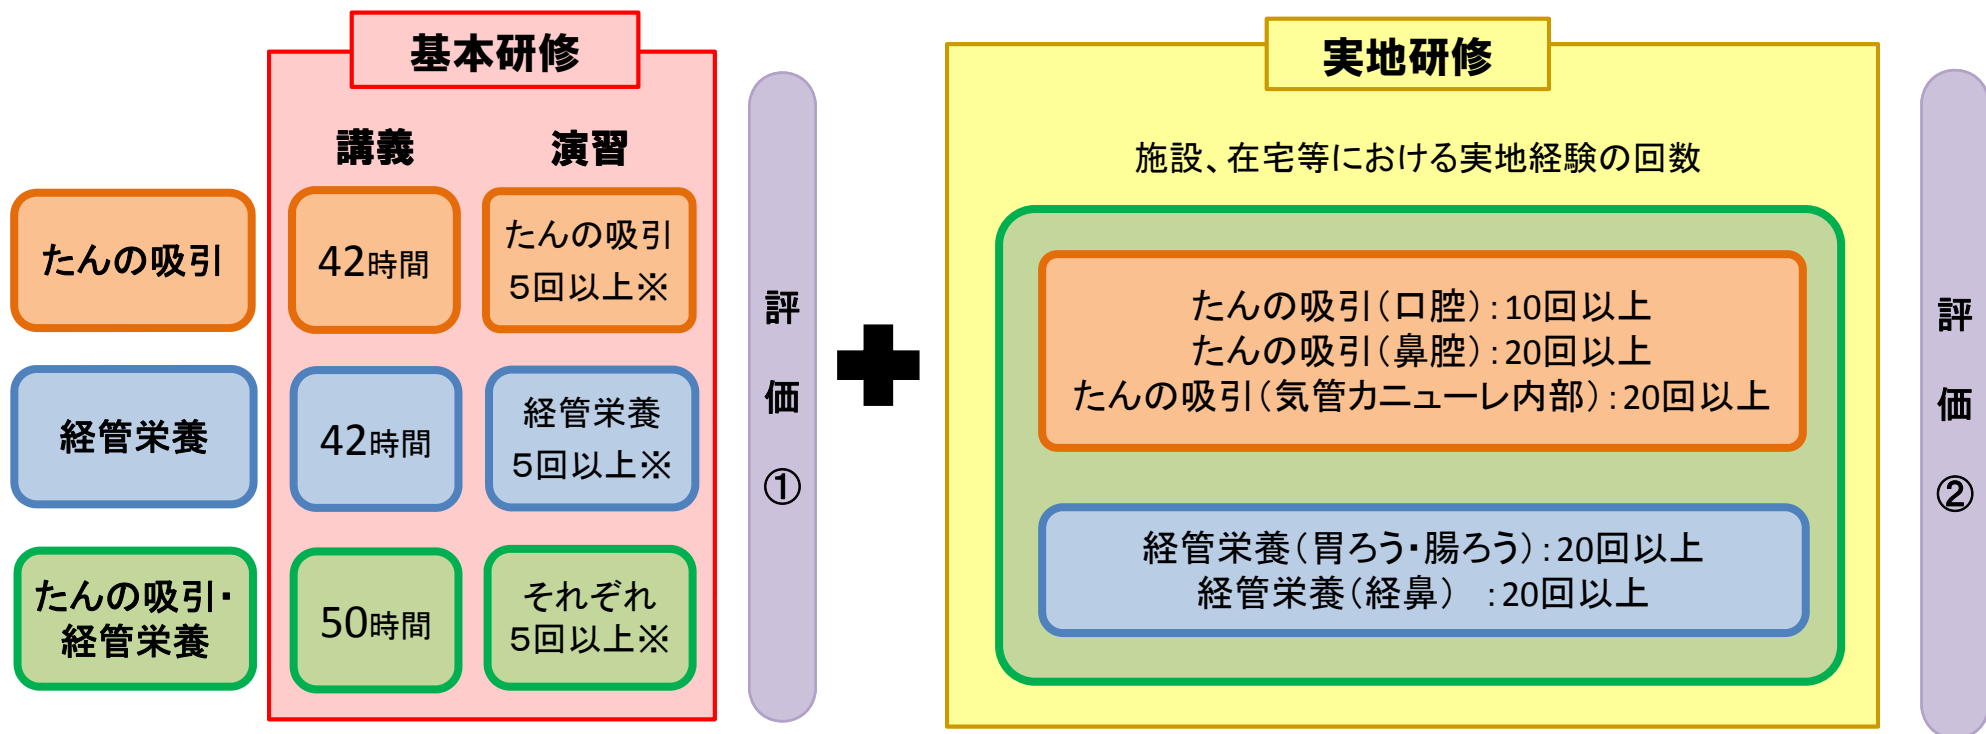 基本研修
講義
演習
たんの吸引
42時間
たんの吸引
5回以上※
経管栄養
42時間
経管栄養
5回以上※
たんの吸引・
経管栄養
50時間
それぞれ
5回以上※
評
価
①
実地研修
施設、在宅等における実地経験の回数
たんの吸引(口腔):10回以上
たんの吸引(鼻腔):20回以上
たんの吸引(気管カニューレ内部):20回以上
経管栄養(胃ろう・腸ろう):20回以上
経管栄養(経鼻) :20回以上
評
価
②